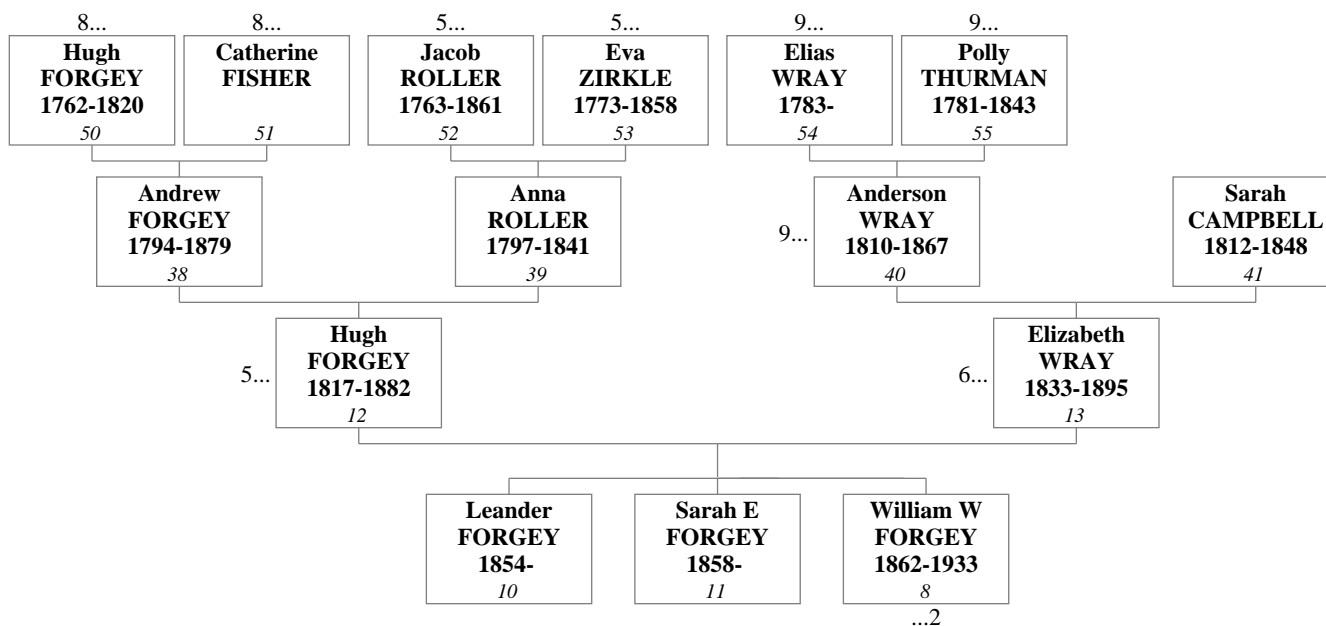 8...
8...
5...
5...
9...
9...
Hugh
FORGEY
1762-1820
50
Catherine
FISHER
51
Jacob
ROLLER
1763-1861
52
Eva
ZIRKLE
1773-1858
53
Elias
WRAY
1783-
54
Polly
THURMAN
1781-1843
55
Andrew
FORGEY
1794-1879
38
Anna
ROLLER
1797-1841
39
9...
Anderson
WRAY
1810-1867
40
Sarah
CAMPBELL
1812-1848
41
5...
Hugh
FORGEY
1817-1882
12
6...
Elizabeth
WRAY
1833-1895
13
Leander
FORGEY
1854-
10
Sarah E
FORGEY
1858-
11
William W
FORGEY
1862-1933
8
...2